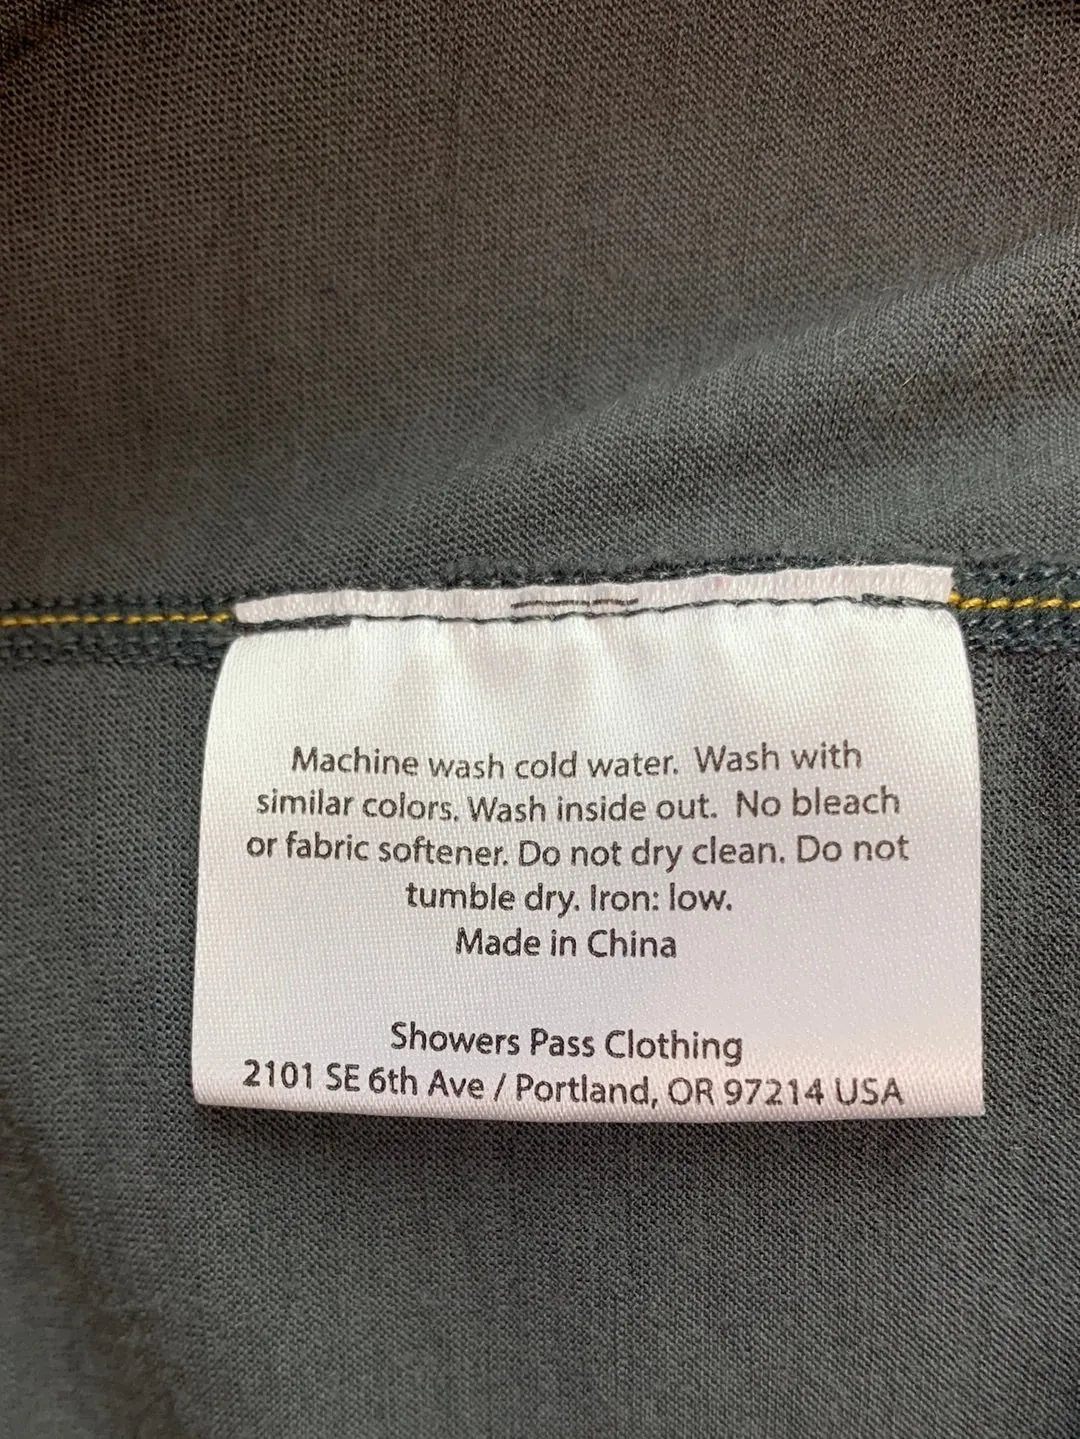 Machine wash cold water. Wash with
similar colors. Wash inside out. No bleach
or fabric softener. Do not dry clean. Do not
tumble dry. Iron: low.
Made in China
Showers Pass Clothing
2101 SE 6th Ave / Portland, OR 97214 USA